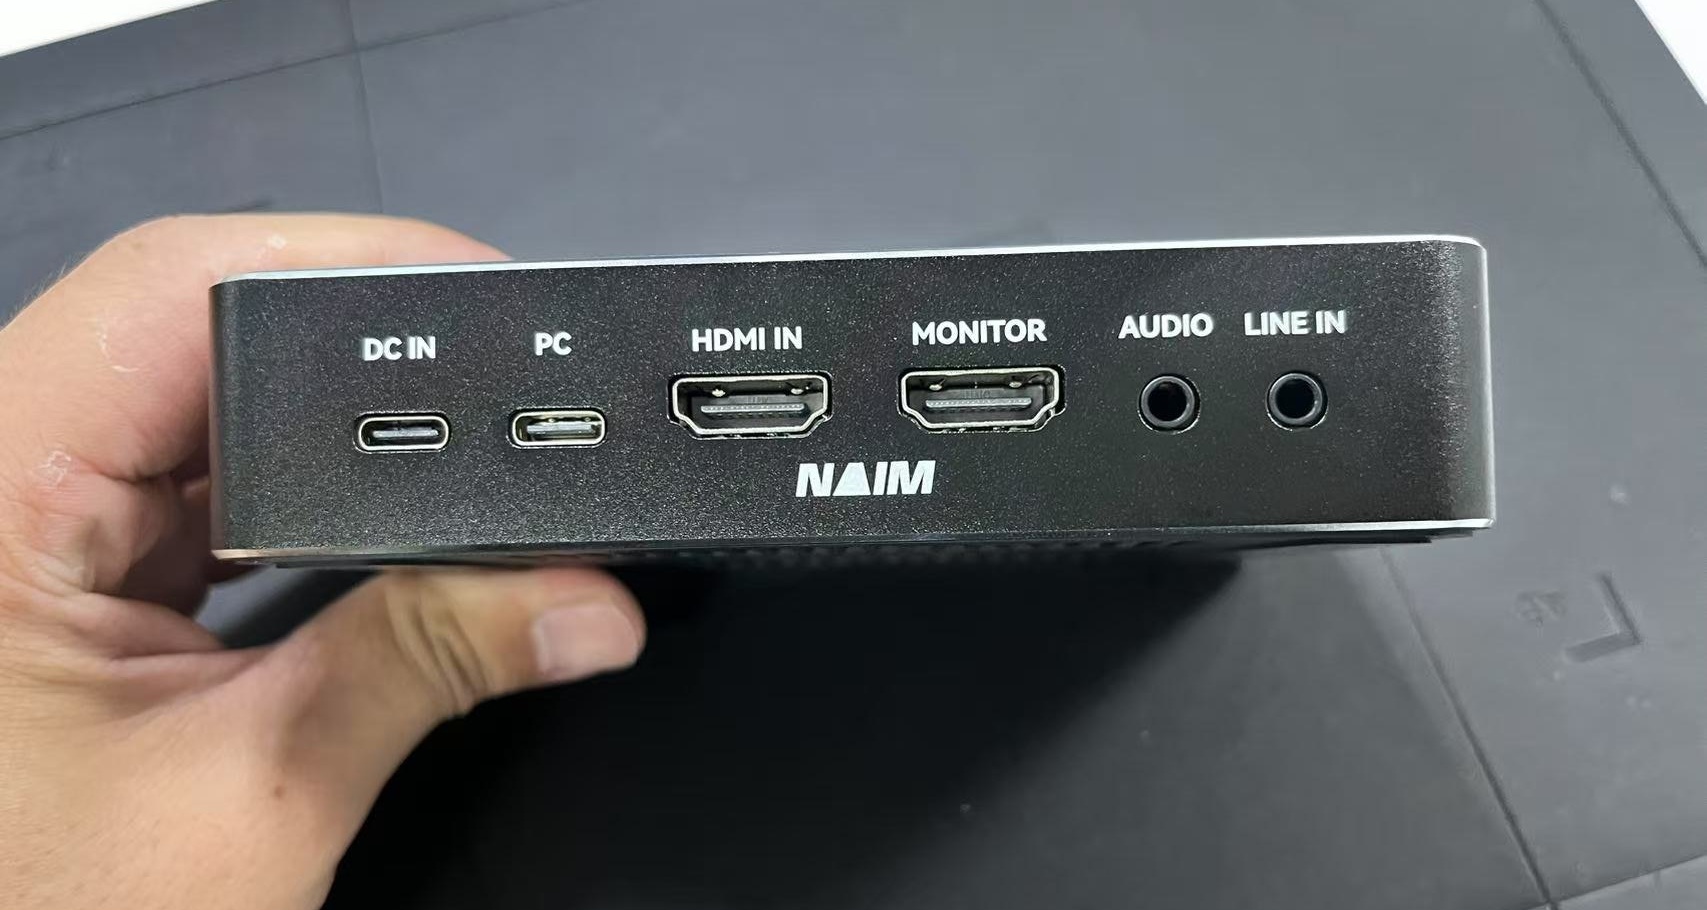 DC IN
PC
HDMI IN
MONITOR
AUDIO
LINE IN
NAIM